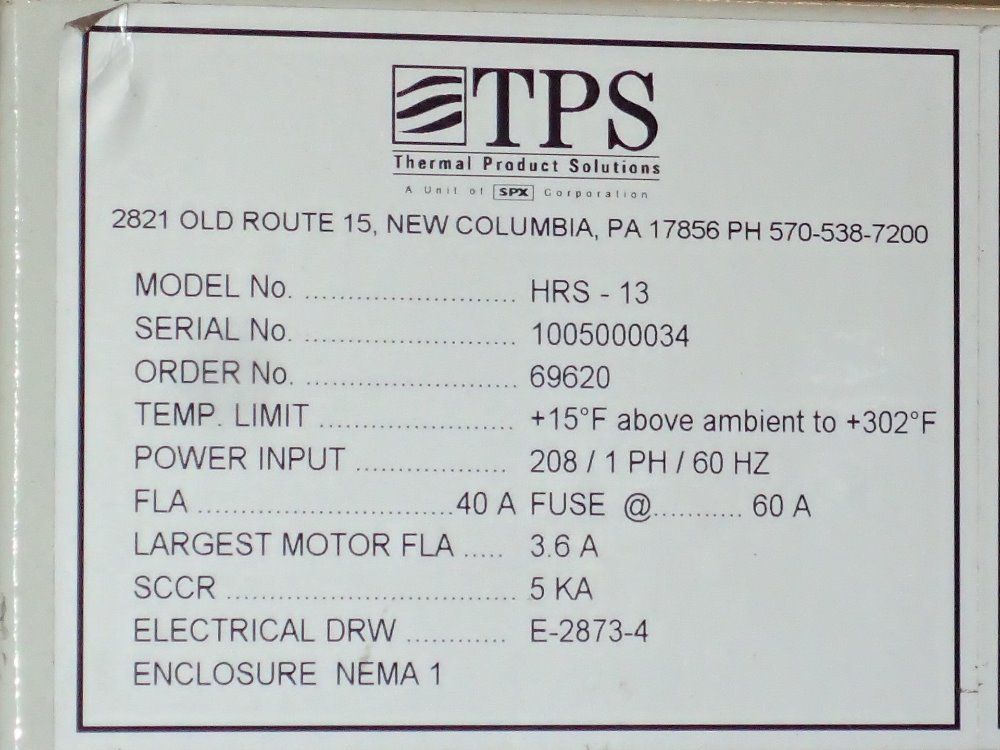 TPS
Thermal Product Solutions
A Unit of SPX Corporation
2821 OLD ROUTE 15, NEW COLUMBIA, PA 17856 PH 570-538-7200
MODEL No. ........................ HRS - 13
SERIAL No. ........................ 1005000034
ORDER No. ........................ 69620
TEMP. LIMIT ...................... +15°F above ambient to +302°F
POWER INPUT ................. 208 / 1 PH / 60 HZ
FLA .............................40 A FUSE @........... 60 A
LARGEST MOTOR FLA ..... 3.6 A
SCCR ................................. 5 KA
ELECTRICAL DRW ............ E-2873-4
ENCLOSURE NEMA 1